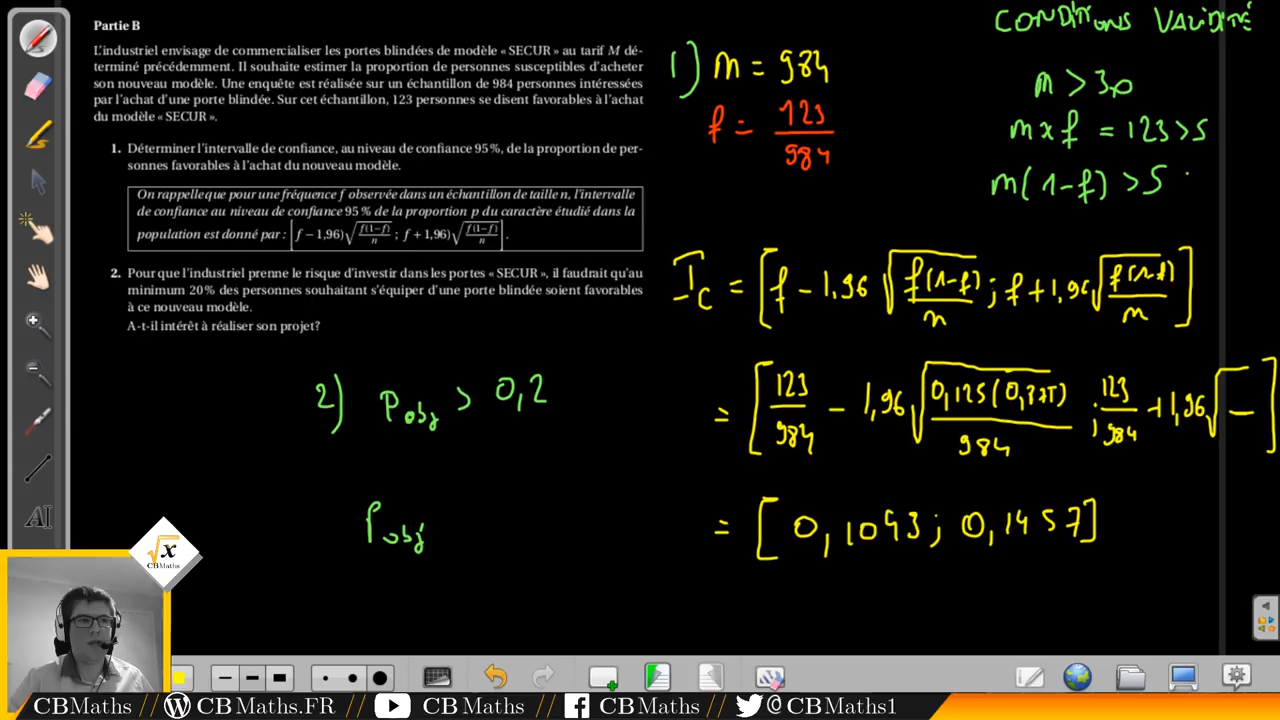 Partie B
L'industriel envisage de commercialiser les portes blindées de modèle « SECUR » au tarif M dé-
terminé précédemment. Il souhaite estimer la proportion de personnes susceptibles d'acheter
son nouveau modèle. Une enquête est réalisée sur un échantillon de 984 personnes intéressées
par l'achat d'une porte blindée. Sur cet échantillon, 123 personnes se disent favorables à l'achat
du modèle « SECUR ».
1. Déterminer l'intervalle de confiance, au niveau de confiance 95 %, de la proportion de per-
sonnes favorables à l'achat du nouveau modèle.
On rappelle que pour une fréquence f observée dans un échantillon de taille n, l'intervalle
de confiance au niveau de confiance 95 % de la proportion p du caractère étudié dans la
population est donné par : [f − 1,96)√(f(1−f)/n) ; f + 1,96)√(f(1−f)/n)].
2. Pour que l'industriel prenne le risque d'investir dans les portes « SECUR », il faudrait qu'au
minimum 20% des personnes souhaitant s'équiper d'une porte blindée soient favorables
à ce nouveau modèle.
A-t-il intérêt à réaliser son projet?
2) Pobj > 0,2
Pobj
CONDITIONS VALIDITÉ
1) n = 984
f = 123/984
n > 30
n x f = 123 > 5
n(1-f) > 5
Ic = [f - 1,96 √(f(1-f)/n) ; f + 1,96 √(f(1-f)/n)]
= [123/984 - 1,96 √(0,125(0,875)/984) ; 123/984 + 1,96 √—]
= [0,1043 ; 0,1457]
AI
√x
CBMaths
CBMaths CBMaths.FR CBMaths CBMaths @CBMaths1